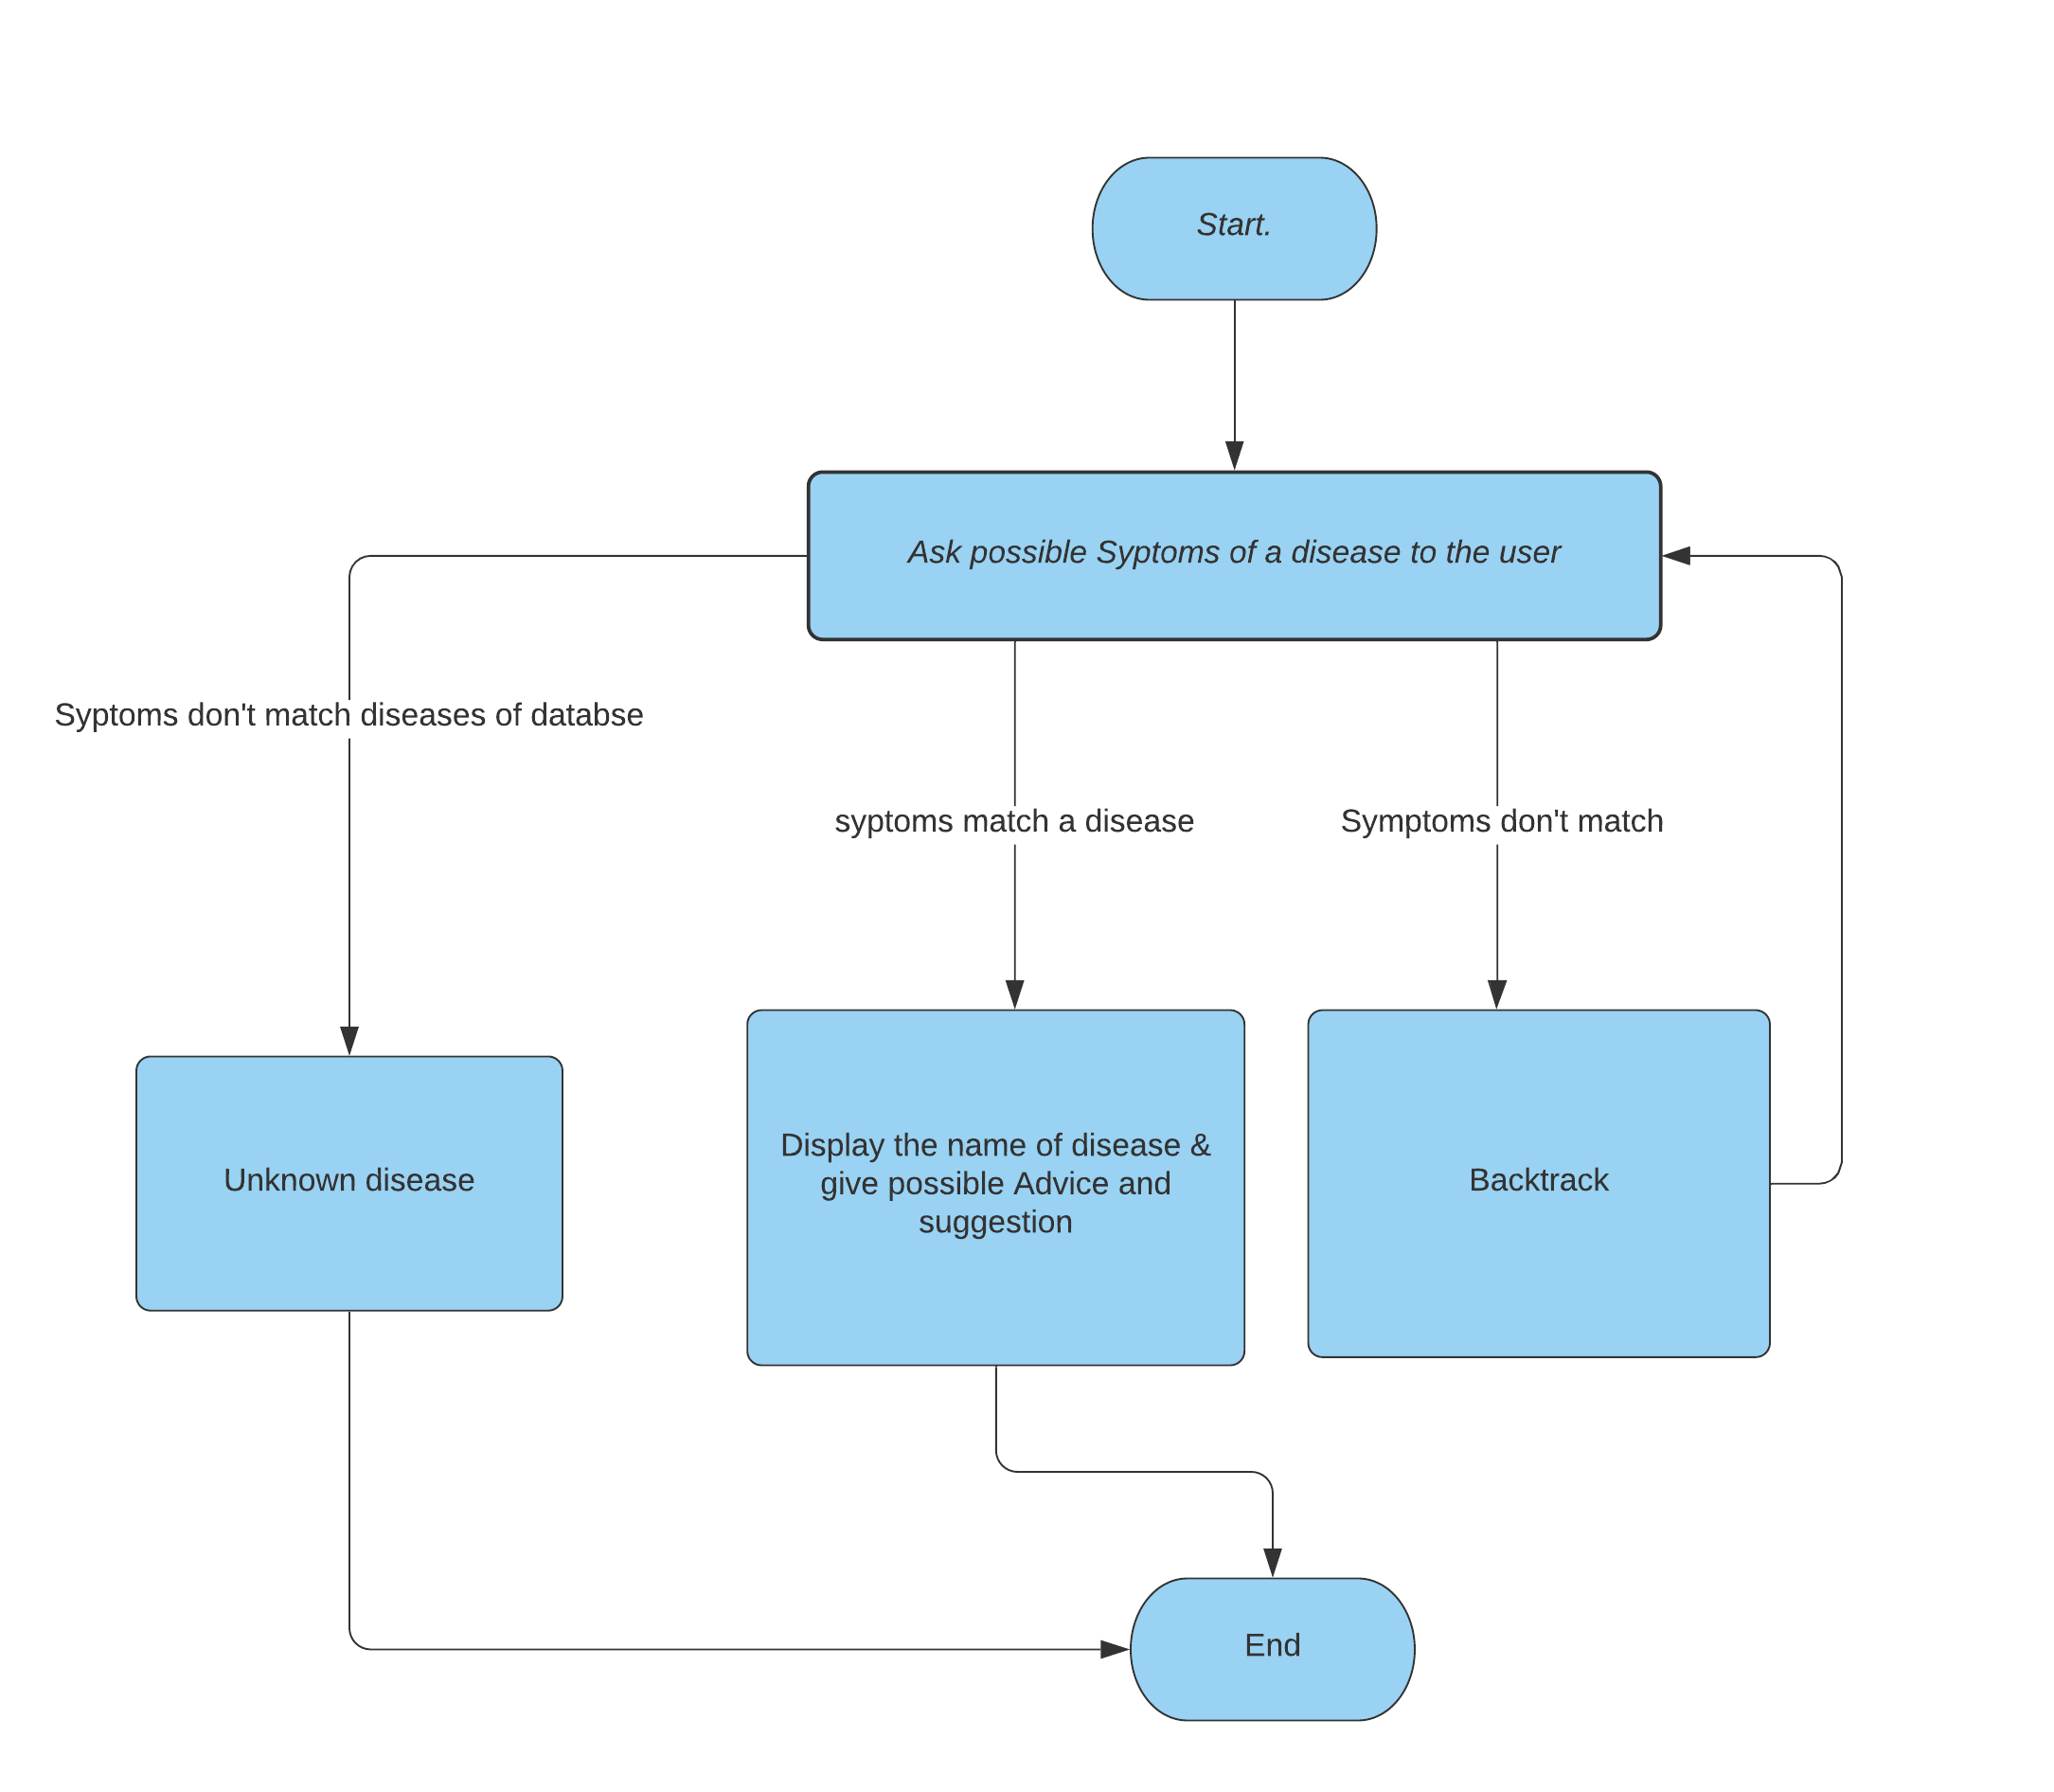 Start.
Ask possible Syptoms of a disease to the user
Syptoms don't match diseases of databse
syptoms match a disease
Symptoms don't match
Unknown disease
Display the name of disease &
give possible Advice and
suggestion
Backtrack
End